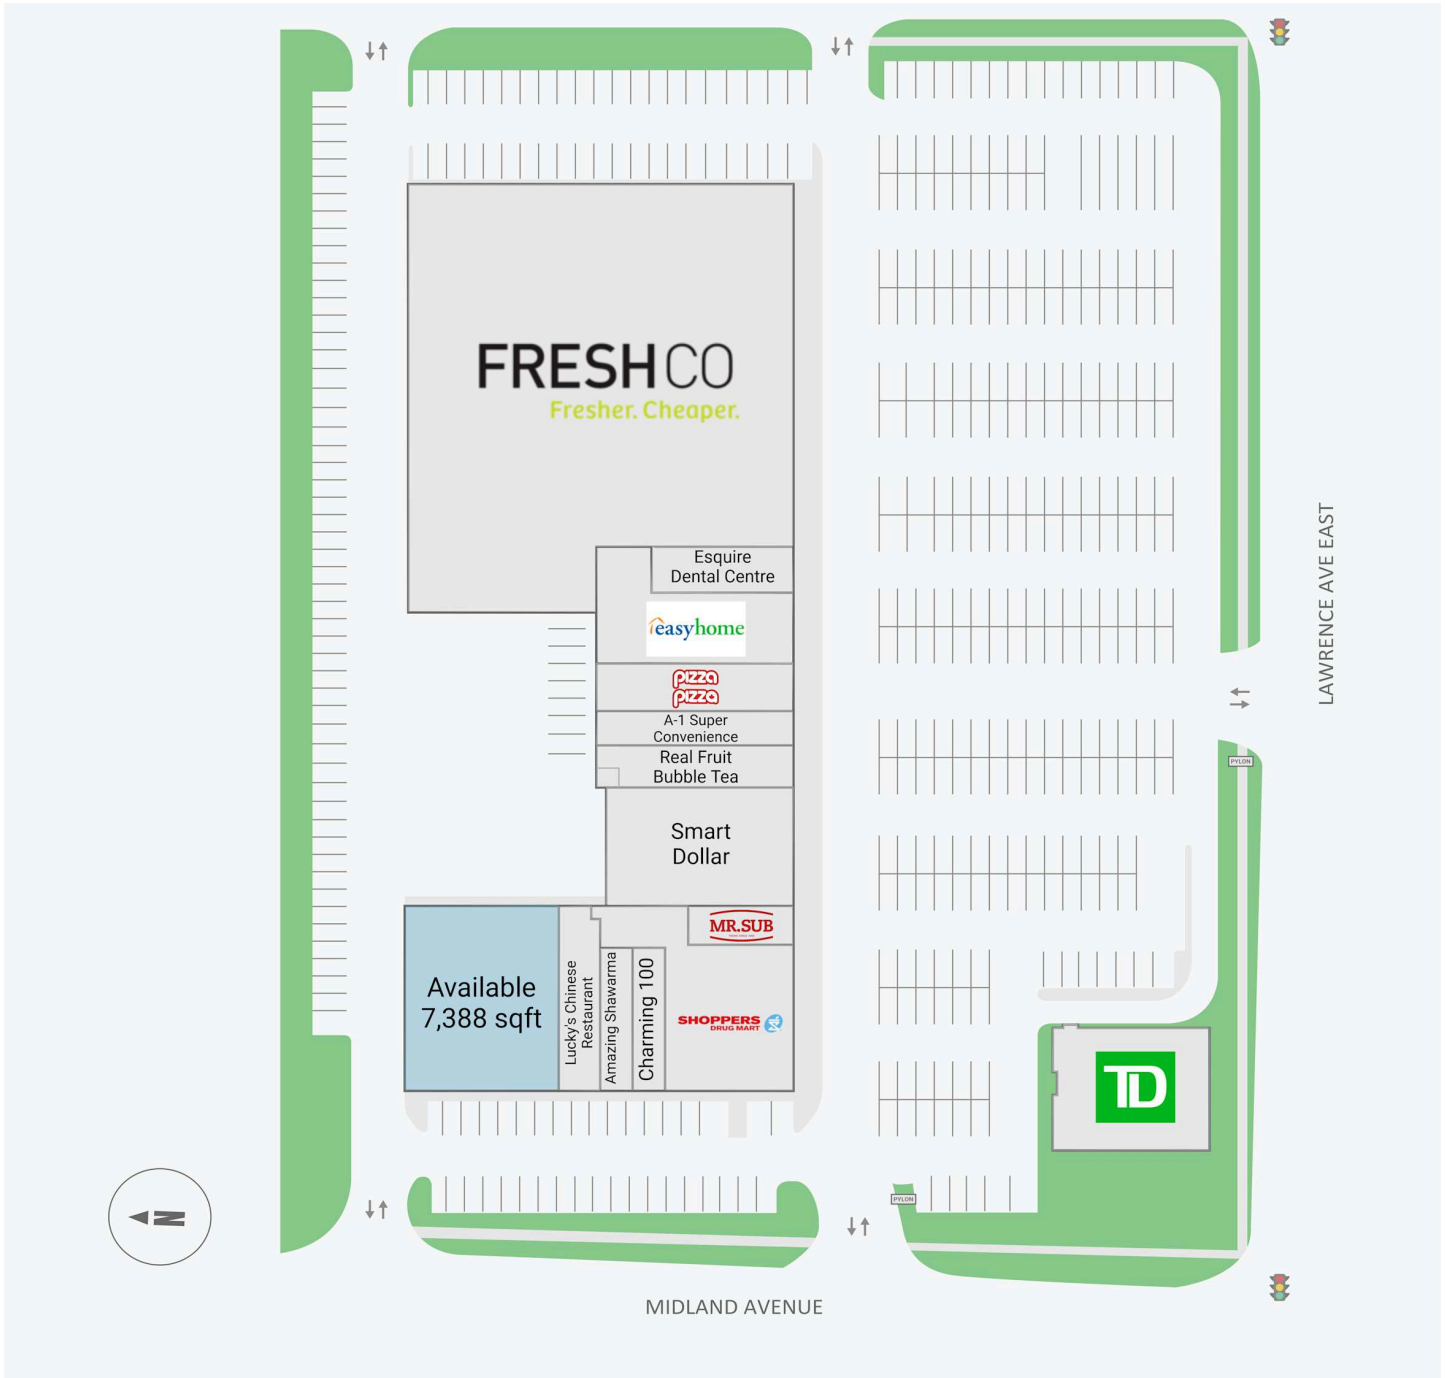 FRESHCO
Fresher. Cheaper.
Esquire
Dental Centre
easyhome
pizza
pizza
A-1 Super
Convenience
Real Fruit
Bubble Tea
Smart
Dollar
MR.SUB
Available
7,388 sqft
Lucky's Chinese
Restaurant
Amazing Shawarma
Charming 100
SHOPPERS
DRUG MART
TD
LAWRENCE AVE EAST
PYLON
PYLON
N
MIDLAND AVENUE